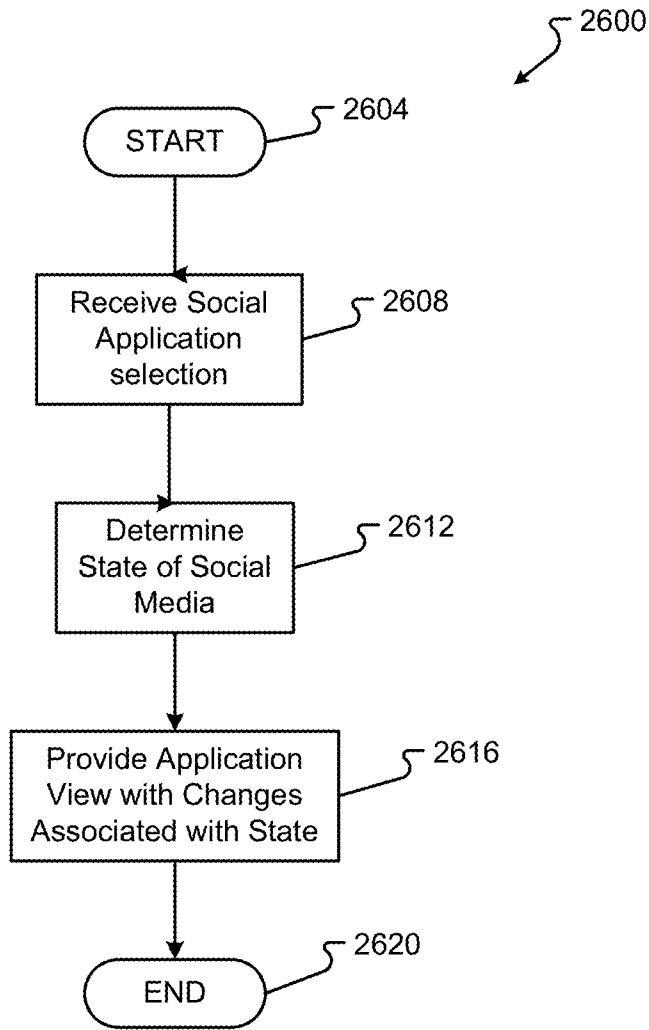 2600
2604
START
Receive Social
Application
selection
2608
Determine
State of Social
Media
2612
Provide Application
View with Changes
Associated with State
2616
2620
END